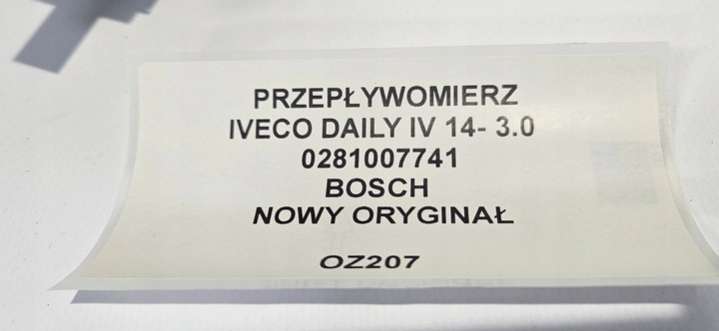 PRZEPŁYWOMIERZ
IVECO DAILY IV 14- 3.0
0281007741
BOSCH
NOWY ORYGINAŁ
OZ207